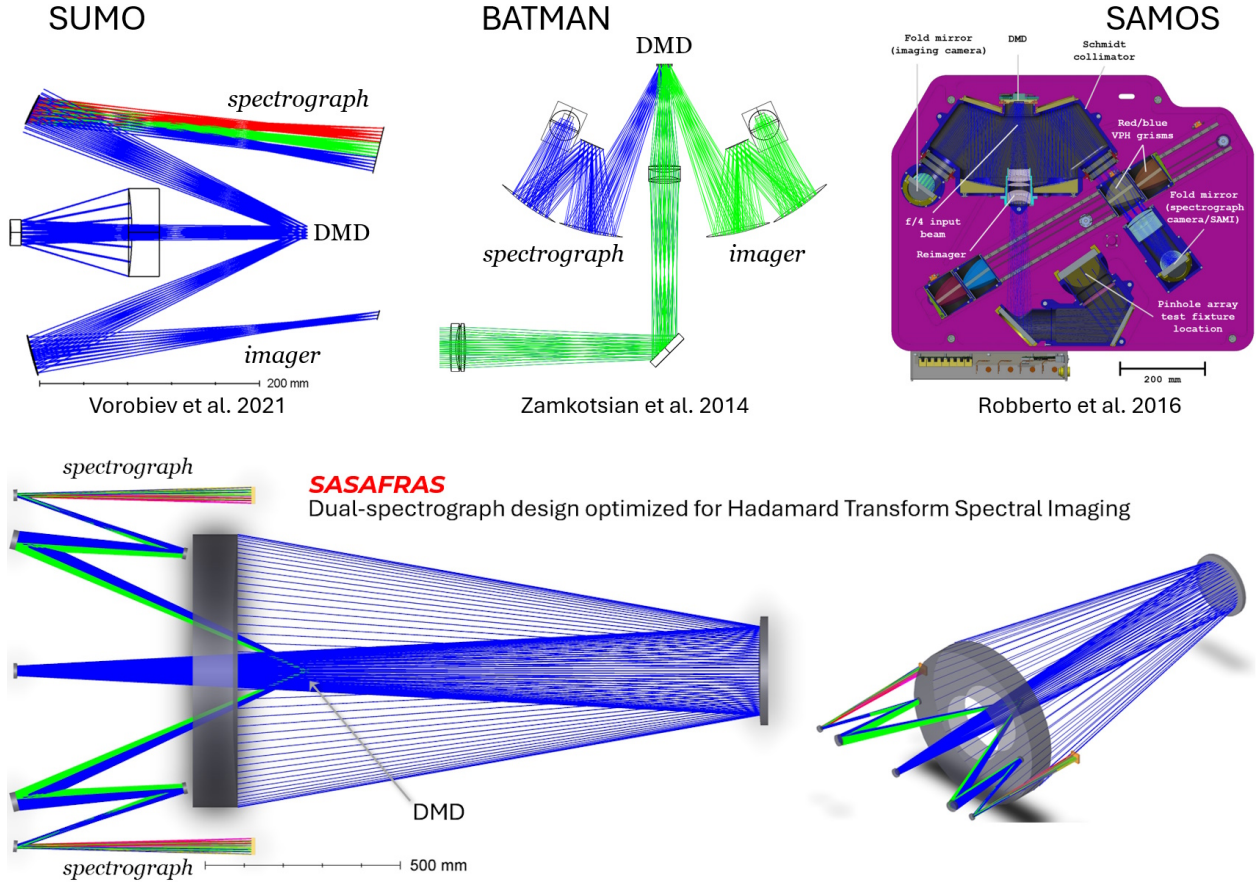 SUMO
BATMAN
SAMOS
spectrograph
DMD
imager
200 mm
Vorobiev et al. 2021
DMD
spectrograph
imager
Zamkotsian et al. 2014
Fold mirror
(imaging camera)
DMD
Schmidt
collimator
Red/blue
VPH grisms
Fold mirror
(spectrograph
camera/SAMI)
f/4 input
beam
Reimager
Pinhole array
test fixture
location
200 mm
Robberto et al. 2016
spectrograph
SASAFRAS
Dual-spectrograph design optimized for Hadamard Transform Spectral Imaging
DMD
spectrograph
500 mm